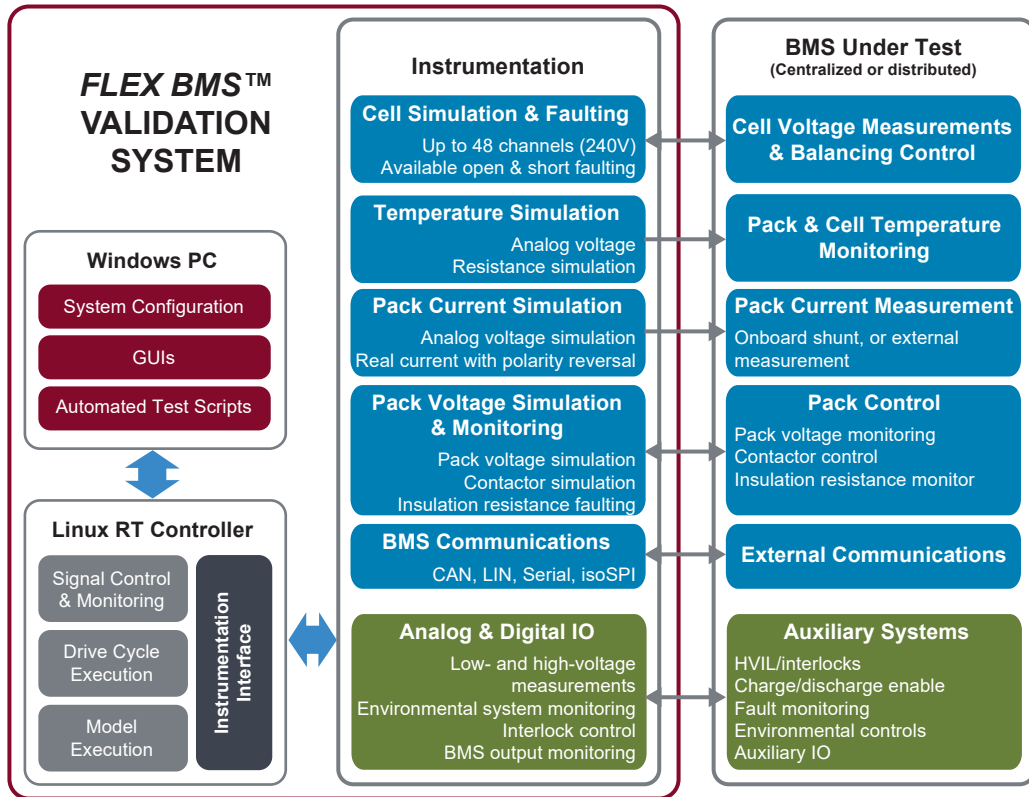 FLEX BMS™
VALIDATION
SYSTEM
Windows PC
System Configuration
GUIs
Automated Test Scripts
Linux RT Controller
Signal Control
& Monitoring
Drive Cycle
Execution
Model
Execution
Instrumentation
Interface
Instrumentation
Cell Simulation & Faulting
Up to 48 channels (240V)
Available open & short faulting
Temperature Simulation
Analog voltage
Resistance simulation
Pack Current Simulation
Analog voltage simulation
Real current with polarity reversal
Pack Voltage Simulation
& Monitoring
Pack voltage simulation
Contactor simulation
Insulation resistance faulting
BMS Communications
CAN, LIN, Serial, isoSPI
Analog & Digital IO
Low- and high-voltage
measurements
Environmental system monitoring
Interlock control
BMS output monitoring
BMS Under Test
(Centralized or distributed)
Cell Voltage Measurements
& Balancing Control
Pack & Cell Temperature
Monitoring
Pack Current Measurement
Onboard shunt, or external
measurement
Pack Control
Pack voltage monitoring
Contactor control
Insulation resistance monitor
External Communications
Auxiliary Systems
HVIL/interlocks
Charge/discharge enable
Fault monitoring
Environmental controls
Auxiliary IO